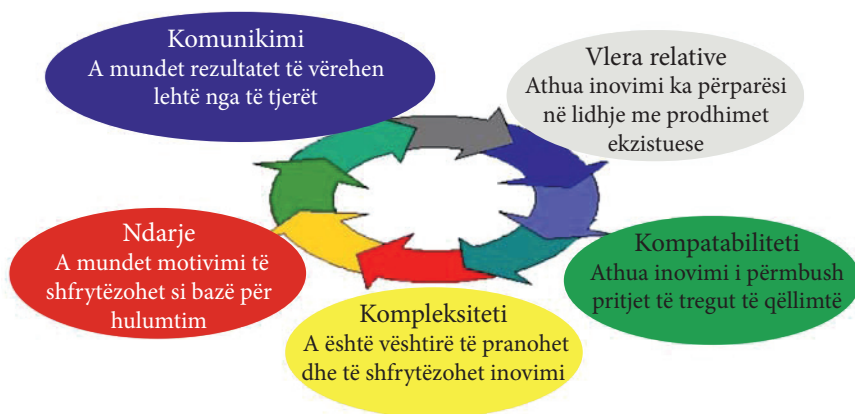 Komunikimi
A mundet rezultatet të vërehen
lehtë nga të tjerët
Vlera relative
Athua inovimi ka përparësi
në lidhje me prodhimet
ekzistuese
Kompatabiliteti
Athua inovimi i përmbush
pritjet të tregut të qëllimtë
Kompleksiteti
A është vështirë të pranohet
dhe të shfrytëzohet inovimi
Ndarje
A mundet motivimi të
shfrytëzohet si bazë për
hulumtim